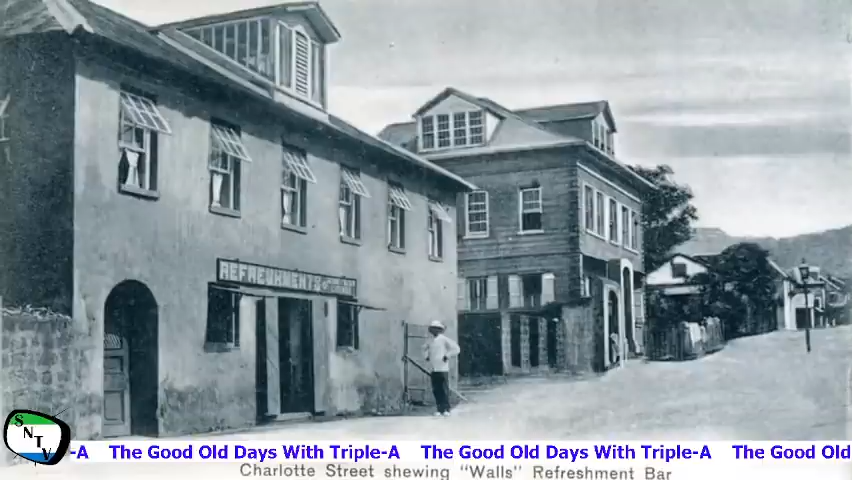 REFRESHMENTS
SNTV
-A The Good Old Days With Triple-A The Good Old Days With Triple-A The Good Old
Charlotte Street shewing "Walls" Refreshment Bar